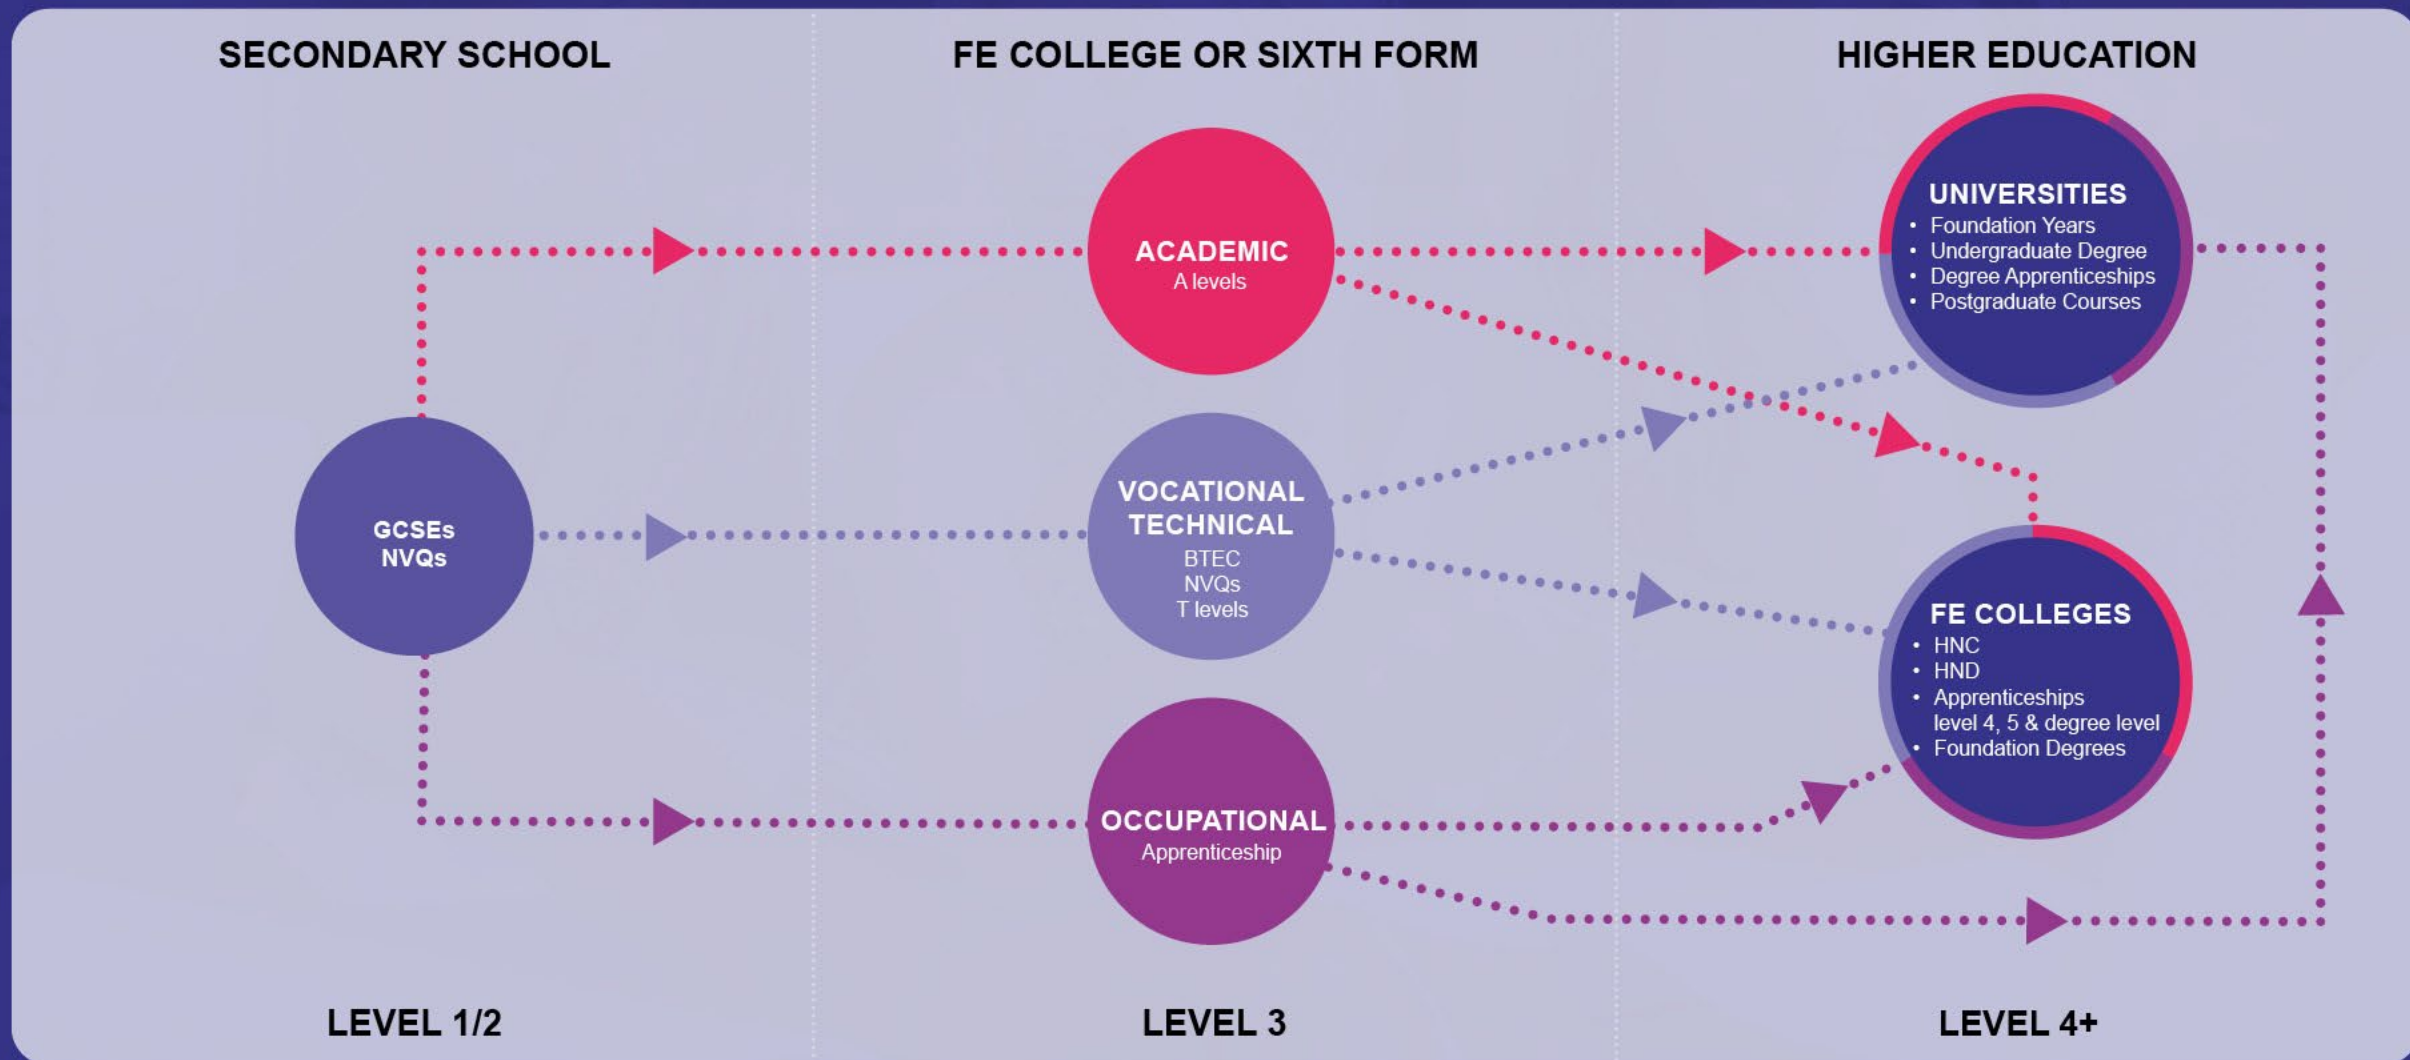 SECONDARY SCHOOL
FE COLLEGE OR SIXTH FORM
HIGHER EDUCATION
GCSEs
NVQs
ACADEMIC
A levels
VOCATIONAL
TECHNICAL
BTEC
NVQs
T levels
OCCUPATIONAL
Apprenticeship
UNIVERSITIES
• Foundation Years
• Undergraduate Degree
• Degree Apprenticeships
• Postgraduate Courses
FE COLLEGES
• HNC
• HND
• Apprenticeships
level 4, 5 & degree level
• Foundation Degrees
LEVEL 1/2
LEVEL 3
LEVEL 4+